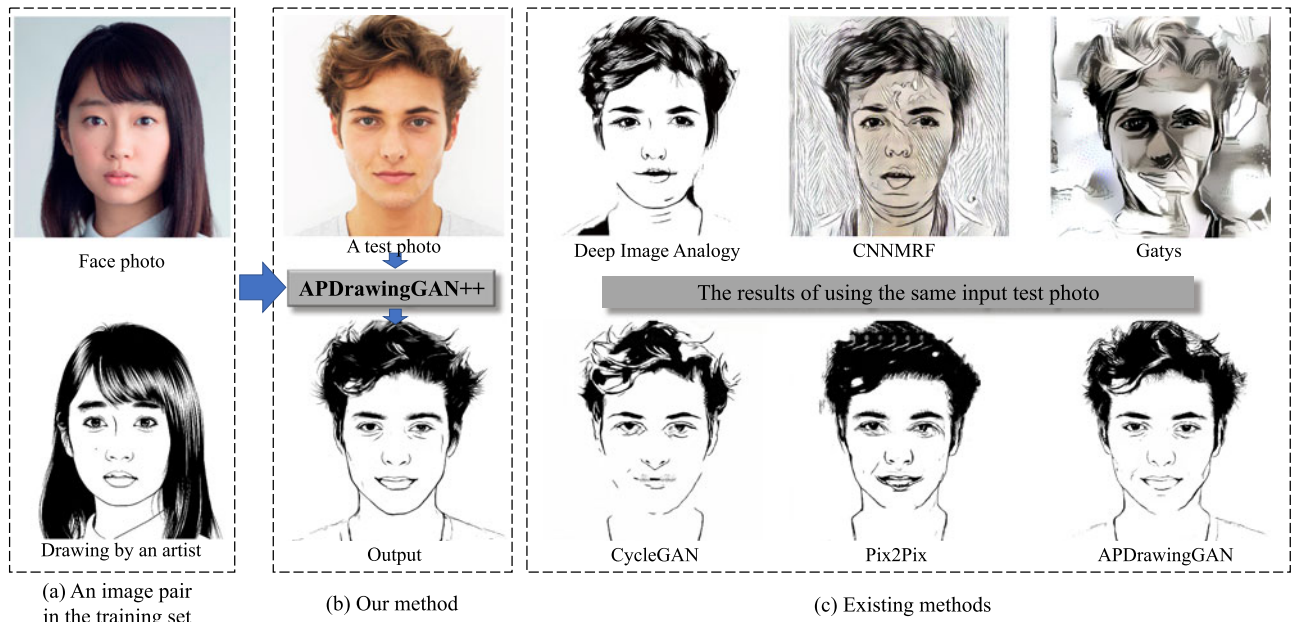 Face photo
Drawing by an artist
(a) An image pair
in the training set
A test photo
APDrawingGAN++
Output
(b) Our method
Deep Image Analogy
CNNMRF
Gatys
The results of using the same input test photo
CycleGAN
Pix2Pix
APDrawingGAN
(c) Existing methods